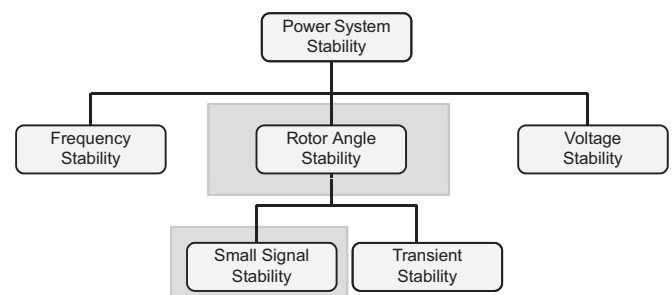 Power System
Stability
Frequency
Stability
Rotor Angle
Stability
Voltage
Stability
Small Signal
Stability
Transient
Stability